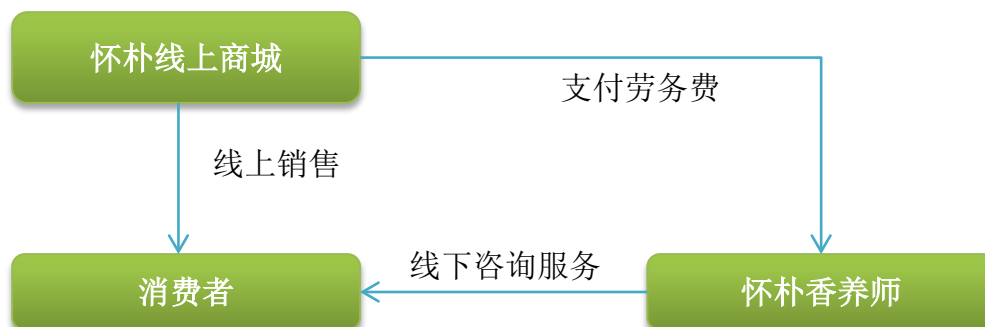 怀朴线上商城
支付劳务费
线上销售
线下咨询服务
消费者
怀朴香养师